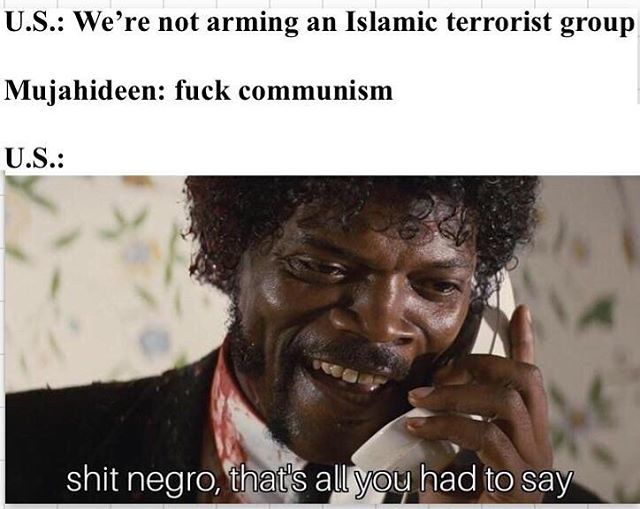 U.S.: We’re not arming an Islamic terrorist group
Mujahideen: fuck communism
U.S.:
shit negro, that's all you had to say